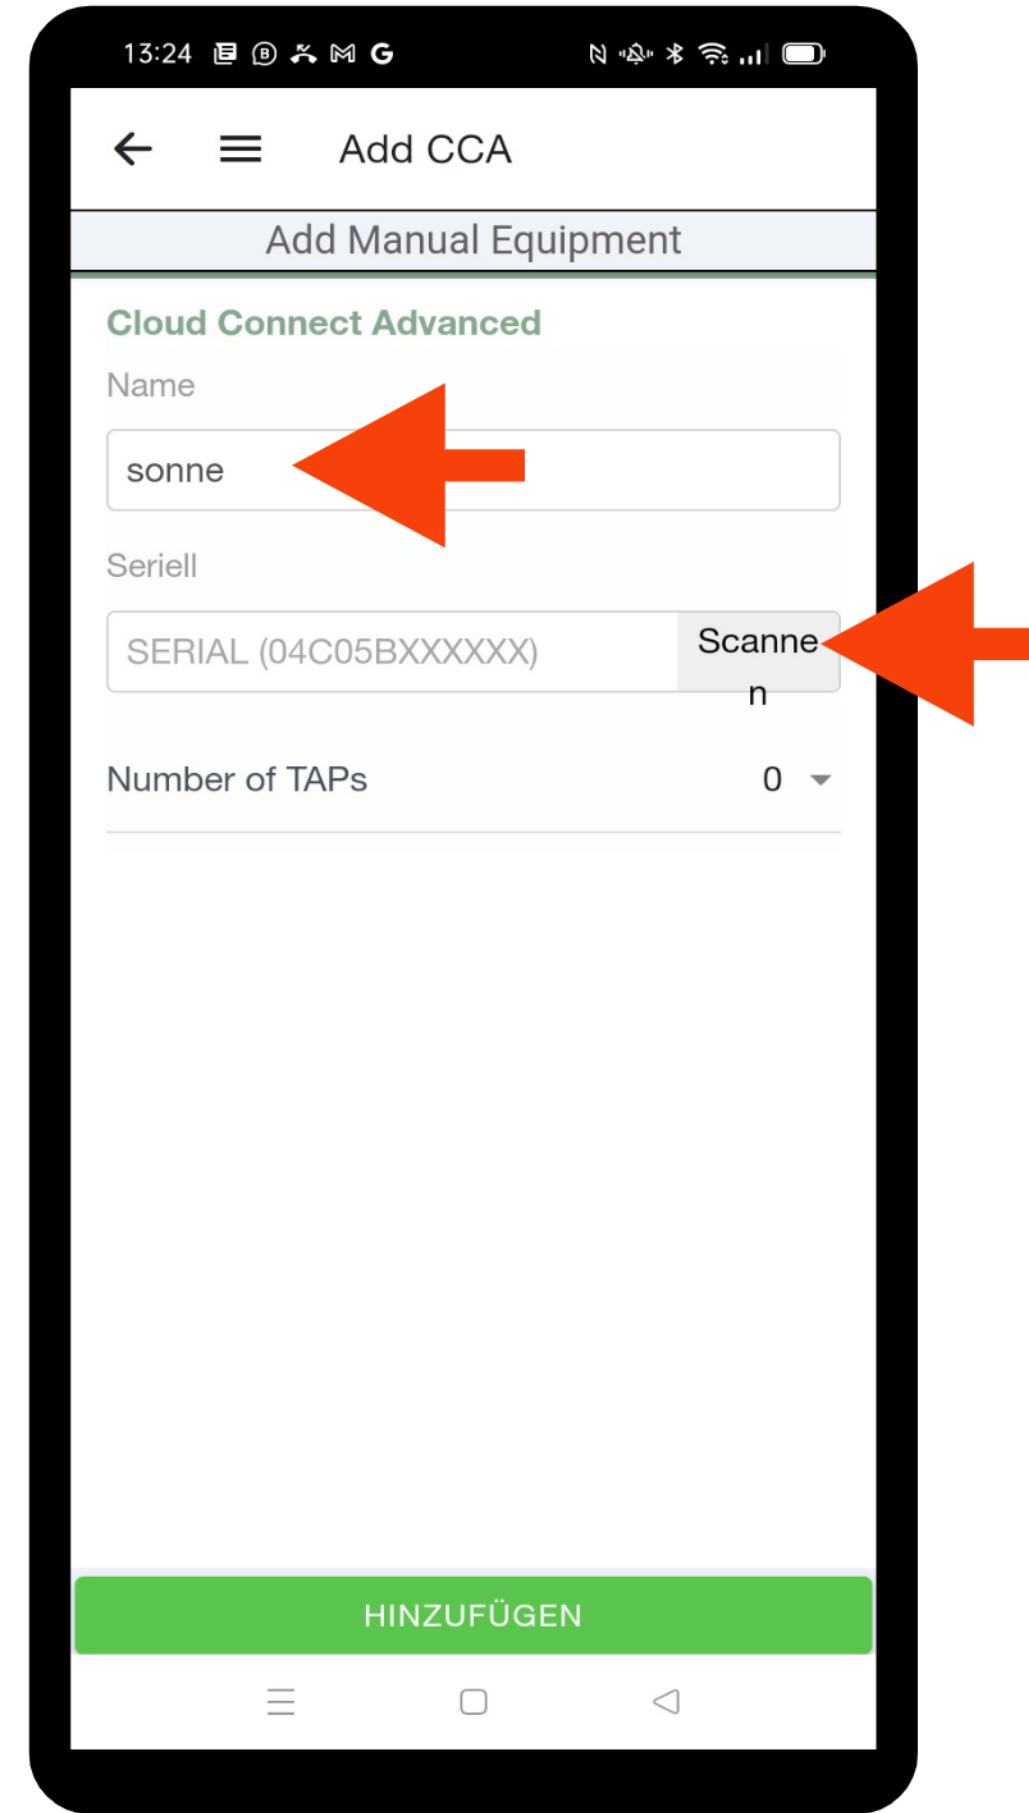 13:24
Add CCA
Add Manual Equipment
Cloud Connect Advanced
Name
sonne
Seriell
SERIAL (04C05BXXXXXX)
Scanne
n
Number of TAPs 0
HINZUFÜGEN